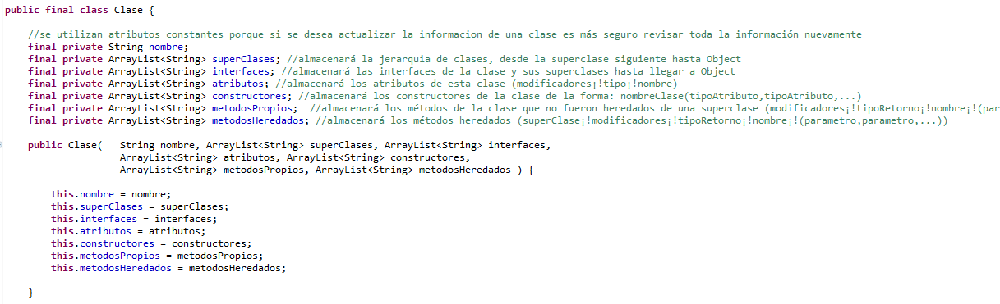 public final class Clase {
//se utilizan atributos constantes porque si se desea actualizar la informacion de una clase es más seguro revisar toda la información nuevamente
final private String nombre;
final private ArrayList<String> superClases; //almacenará la jerarquia de clases, desde la superclase siguiente hasta Object
final private ArrayList<String> interfaces; //almacenará las interfaces de la clase y sus superclases hasta llegar a Object
final private ArrayList<String> atributos; //almacenará los atributos de esta clase (modificadores¡!tipo¡!nombre)
final private ArrayList<String> constructores; //almacenará los constructores de la clase de la forma: nombreClase(tipoAtributo,tipoAtributo,...)
final private ArrayList<String> metodosPropios;  //almacenará los métodos de la clase que no fueron heredados de una superclase (modificadores¡!tipoRetorno¡!nombre¡!(par
final private ArrayList<String> metodosHeredados; //almacenará los métodos heredados (superClase¡!modificadores¡!tipoRetorno¡!nombre¡!(parametro,parametro,...))
public Clase(   String nombre, ArrayList<String> superClases, ArrayList<String> interfaces,
ArrayList<String> atributos, ArrayList<String> constructores,
ArrayList<String> metodosPropios, ArrayList<String> metodosHeredados ) {
this.nombre = nombre;
this.superClases = superClases;
this.interfaces = interfaces;
this.atributos = atributos;
this.constructores = constructores;
this.metodosPropios = metodosPropios;
this.metodosHeredados = metodosHeredados;
}